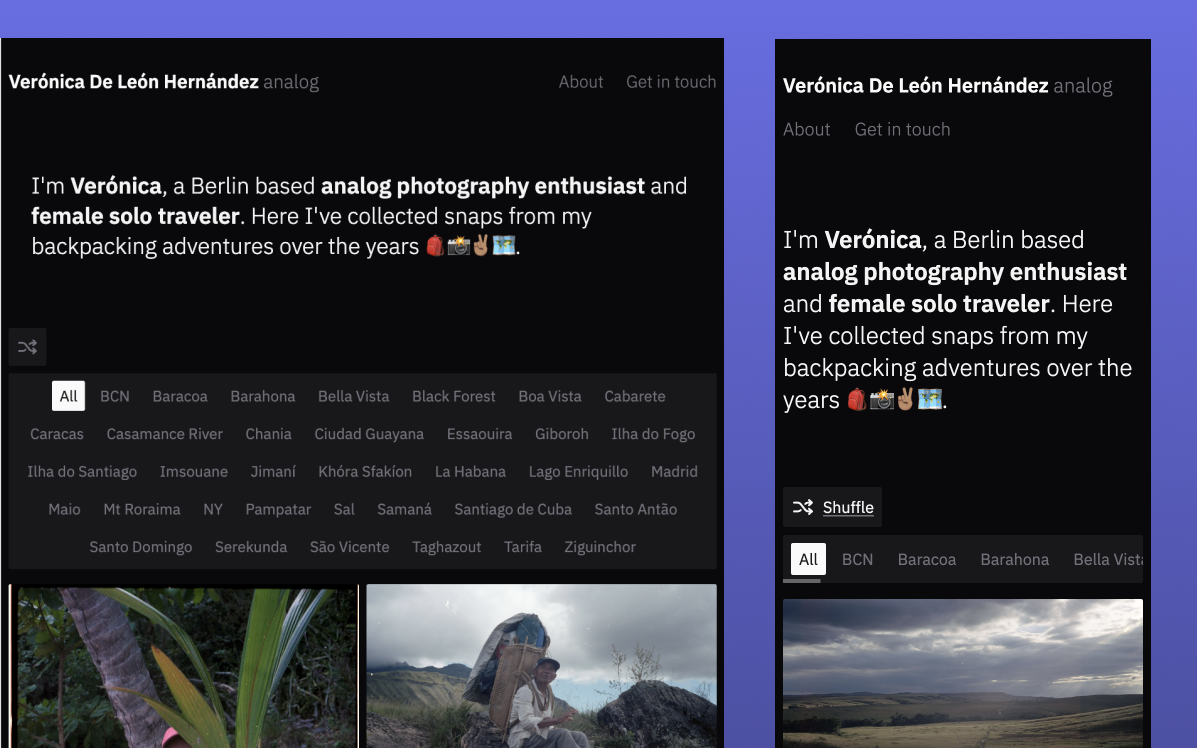 Verónica De León Hernández analog
About Get in touch
I'm Verónica, a Berlin based analog photography enthusiast and
female solo traveler. Here I've collected snaps from my
backpacking adventures over the years 🎒📸✌🏽🗺️.
All BCN Baracoa Barahona Bella Vista Black Forest Boa Vista Cabarete
Caracas Casamance River Chania Ciudad Guayana Essaouira Giboroh Ilha do Fogo
Ilha do Santiago Imsouane Jimaní Khóra Sfakíon La Habana Lago Enriquillo Madrid
Maio Mt Roraima NY Pampatar Sal Samaná Santiago de Cuba Santo Antão
Santo Domingo Serekunda São Vicente Taghazout Tarifa Ziguinchor
Verónica De León Hernández analog
About Get in touch
I'm Verónica, a Berlin based
analog photography enthusiast
and female solo traveler. Here
I've collected snaps from my
backpacking adventures over the
years 🎒📸✌🏽🗺️.
Shuffle
All BCN Baracoa Barahona Bella Vista